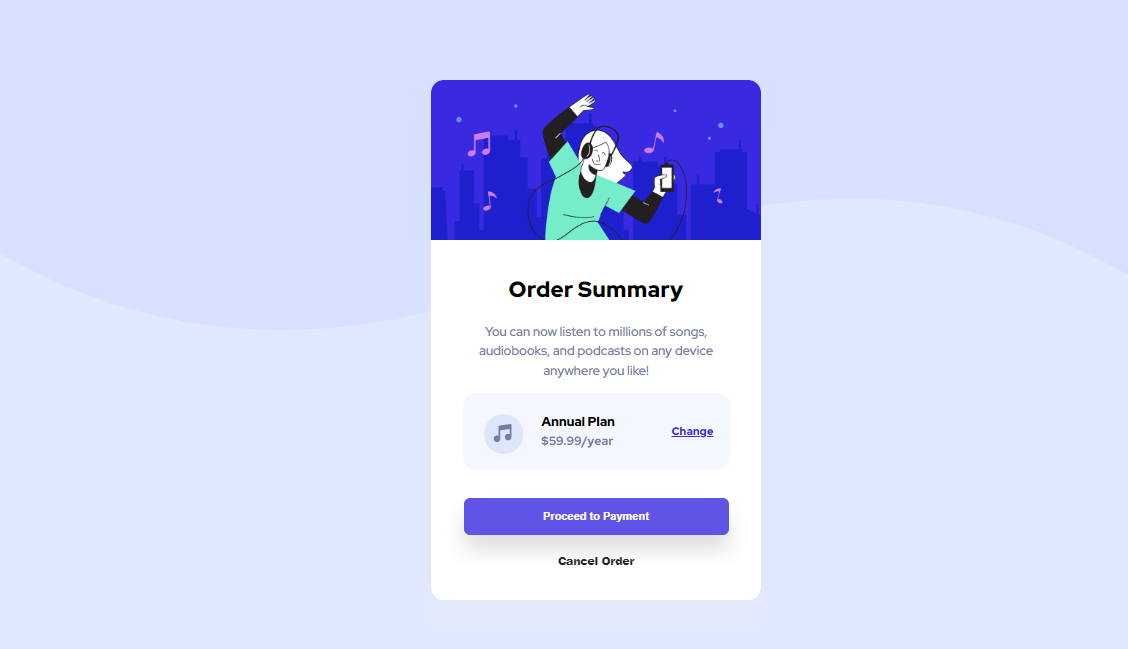 Order Summary
You can now listen to millions of songs,
audiobooks, and podcasts on any device
anywhere you like!
Annual Plan
$59.99/year
Change
Proceed to Payment
Cancel Order